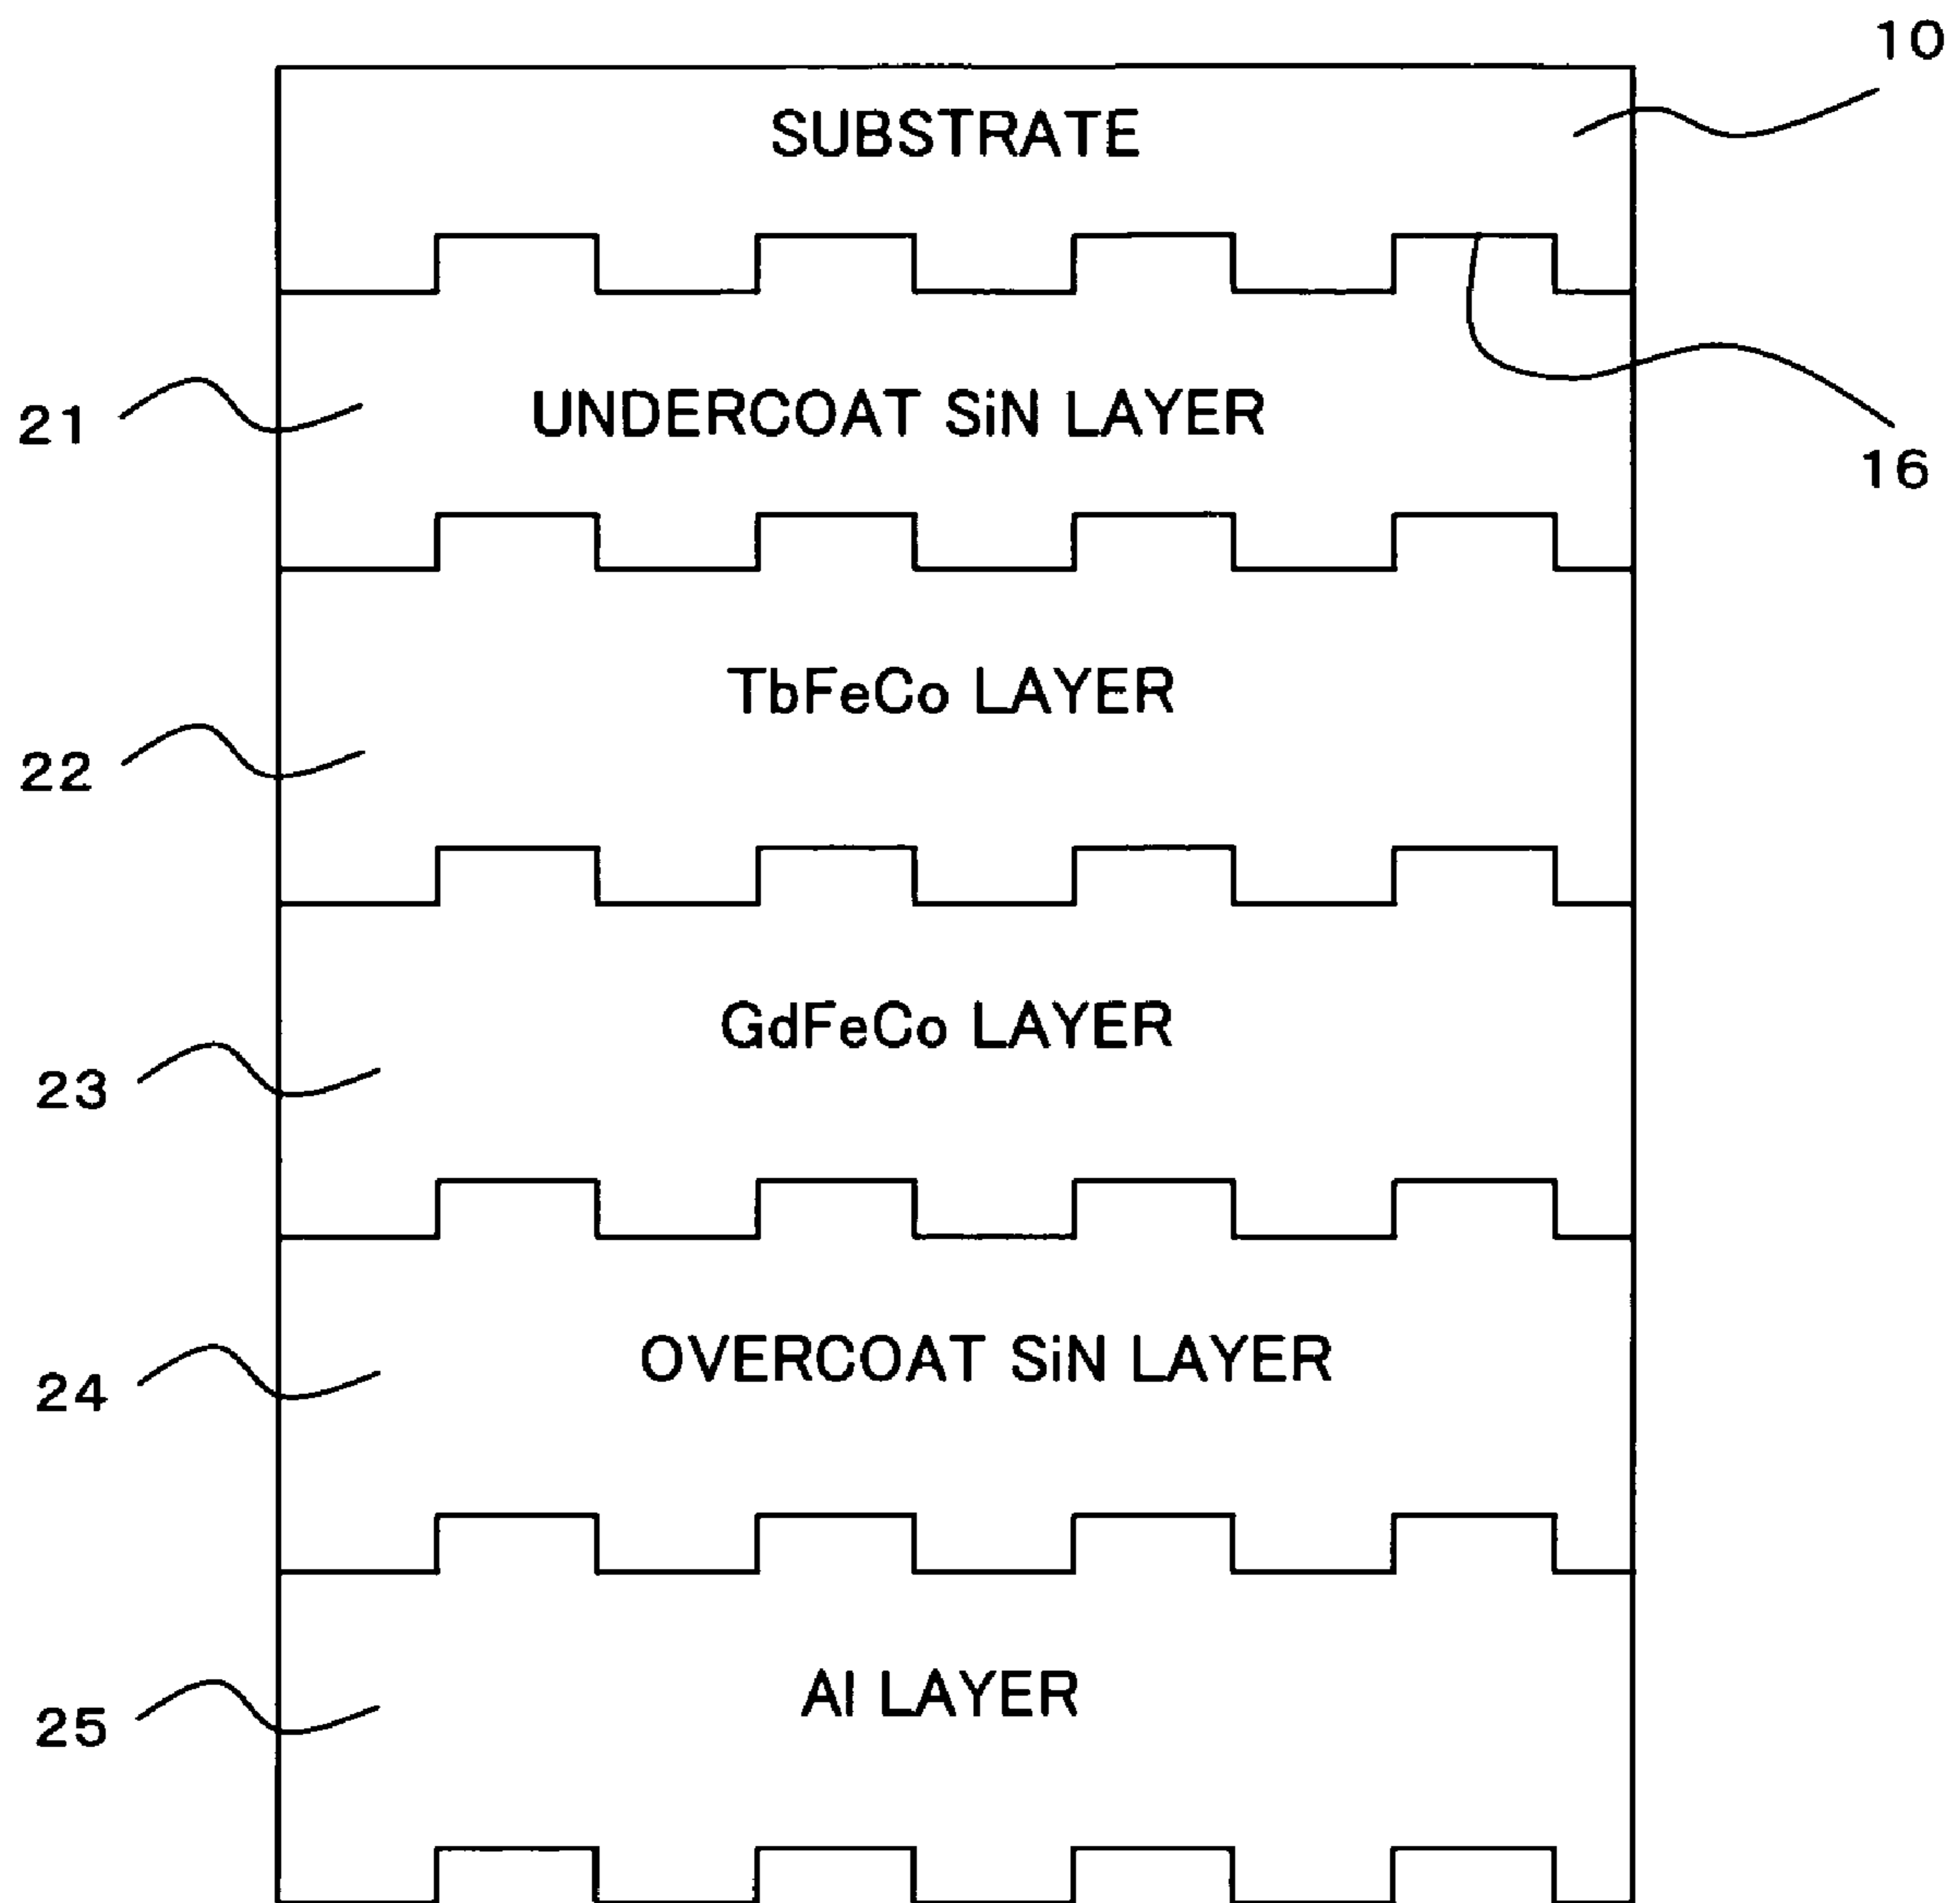 10
SUBSTRATE
21
UNDERCOAT SiN LAYER
16
TbFeCo LAYER
22
GdFeCo LAYER
23
OVERCOAT SiN LAYER
24
Al LAYER
25